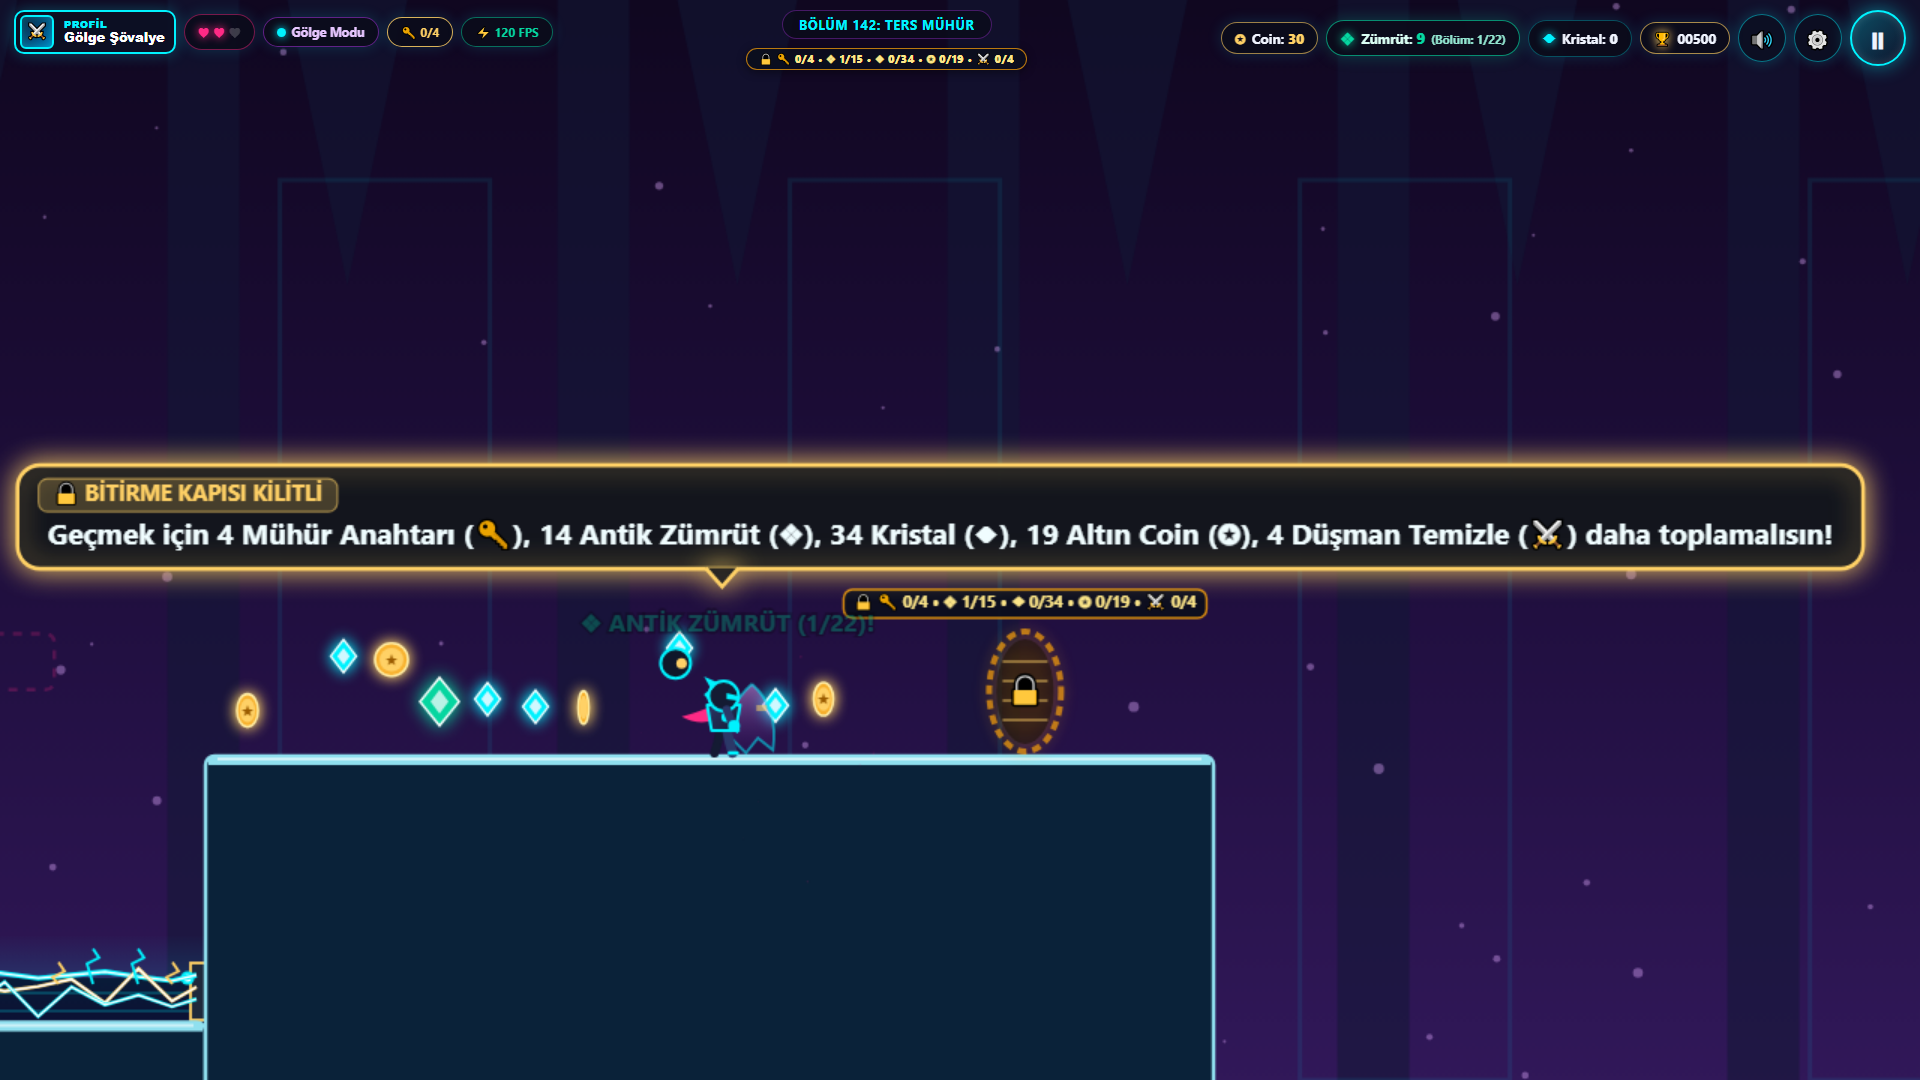 PROFİL
Gölge Şövalye
Gölge Modu
0/4
120 FPS
BÖLÜM 142: TERS MÜHÜR
0/4 • 1/15 • 0/34 • 0/19 • 0/4
Coin: 30
Zümrüt: 9 (Bölüm: 1/22)
Kristal: 0
00500
BİTİRME KAPISI KİLİTLİ
Geçmek için 4 Mühür Anahtarı (🔑), 14 Antik Zümrüt (❖), 34 Kristal (◆), 19 Altın Coin (✪), 4 Düşman Temizle (⚔) daha toplamalısın!
0/4 • 1/15 • 0/34 • 0/19 • 0/4
ANTİK ZÜMRÜT (1/22)!